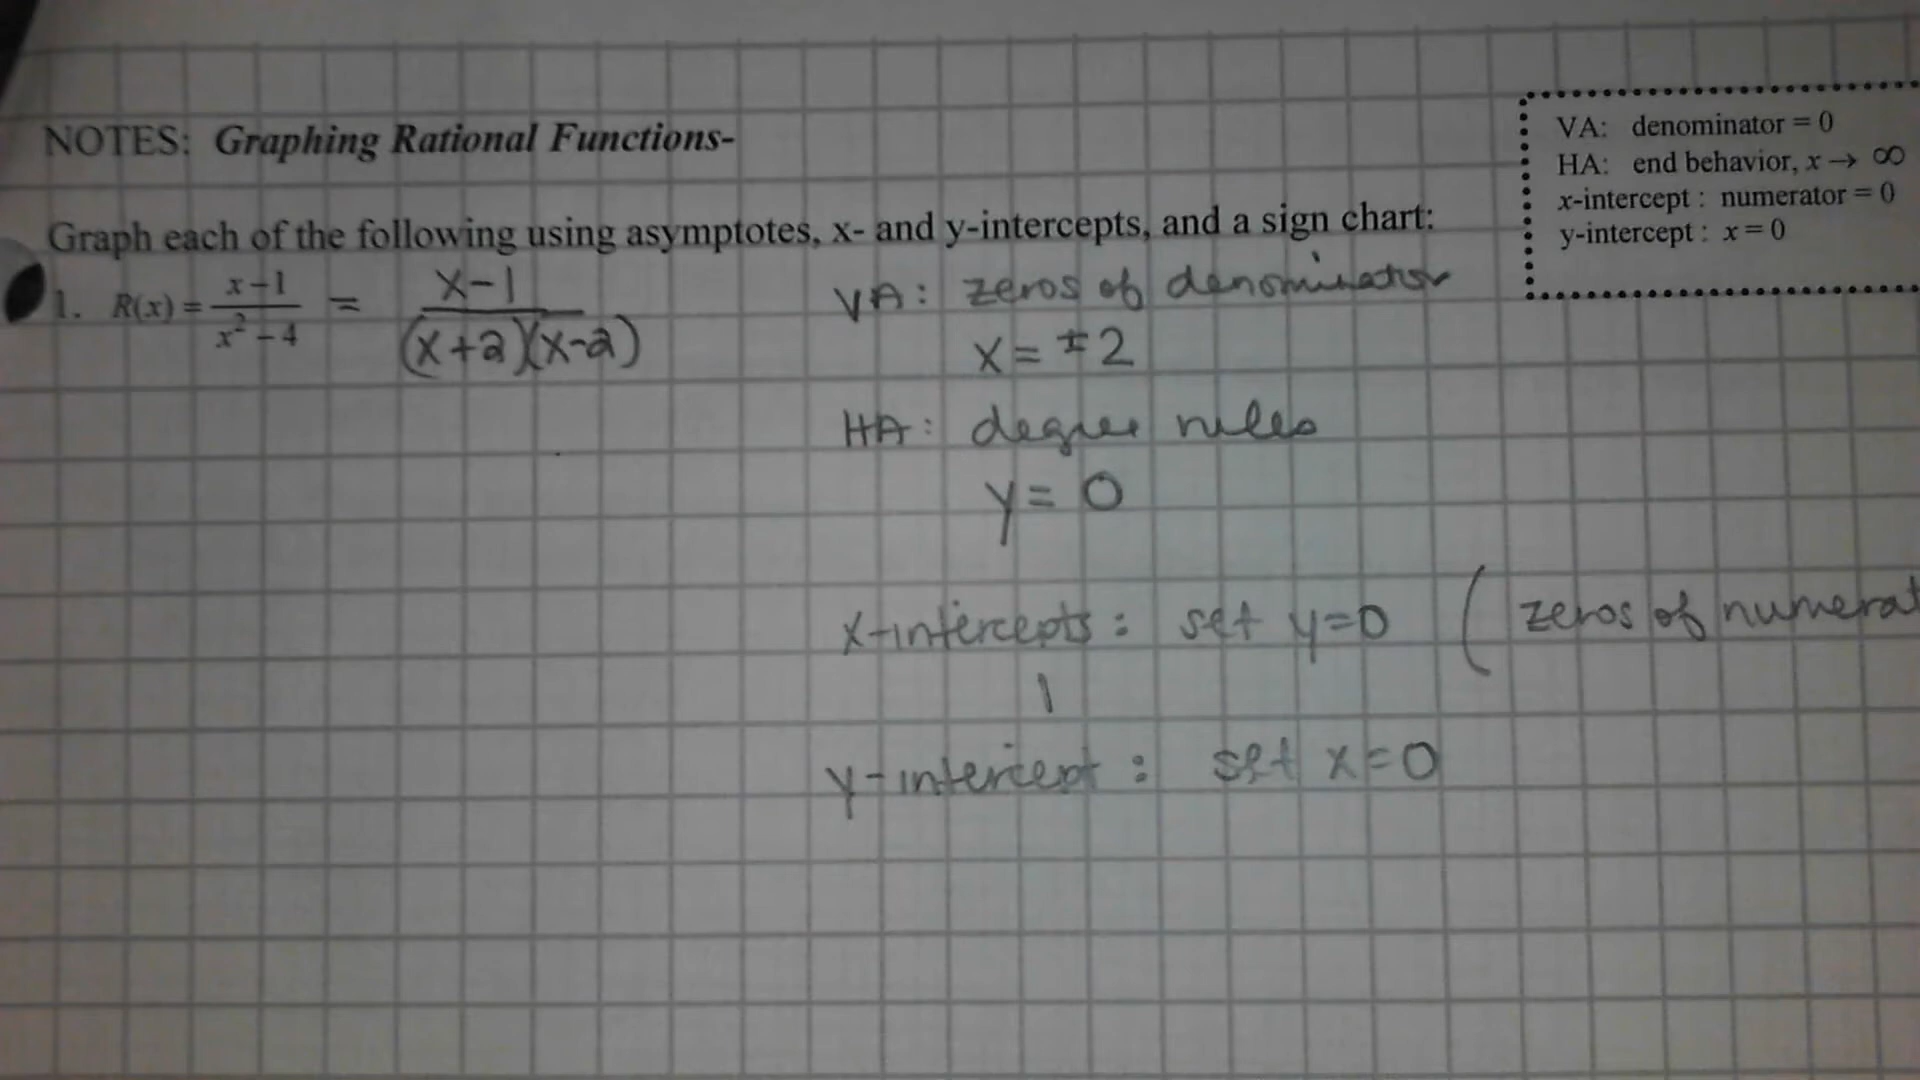 NOTES: Graphing Rational Functions-
VA: denominator = 0
HA: end behavior, x → ∞
x-intercept : numerator = 0
y-intercept : x = 0
Graph each of the following using asymptotes, x- and y-intercepts, and a sign chart:
1. R(x) = (x-1)/(x² - 4) = (x-1)/((x+2)(x-2))
VA: zeros of denominator
x = ±2
HA: degree rules
y = 0
x-intercepts: set y=0 (zeros of numerat
1
y-intercept: set x=0